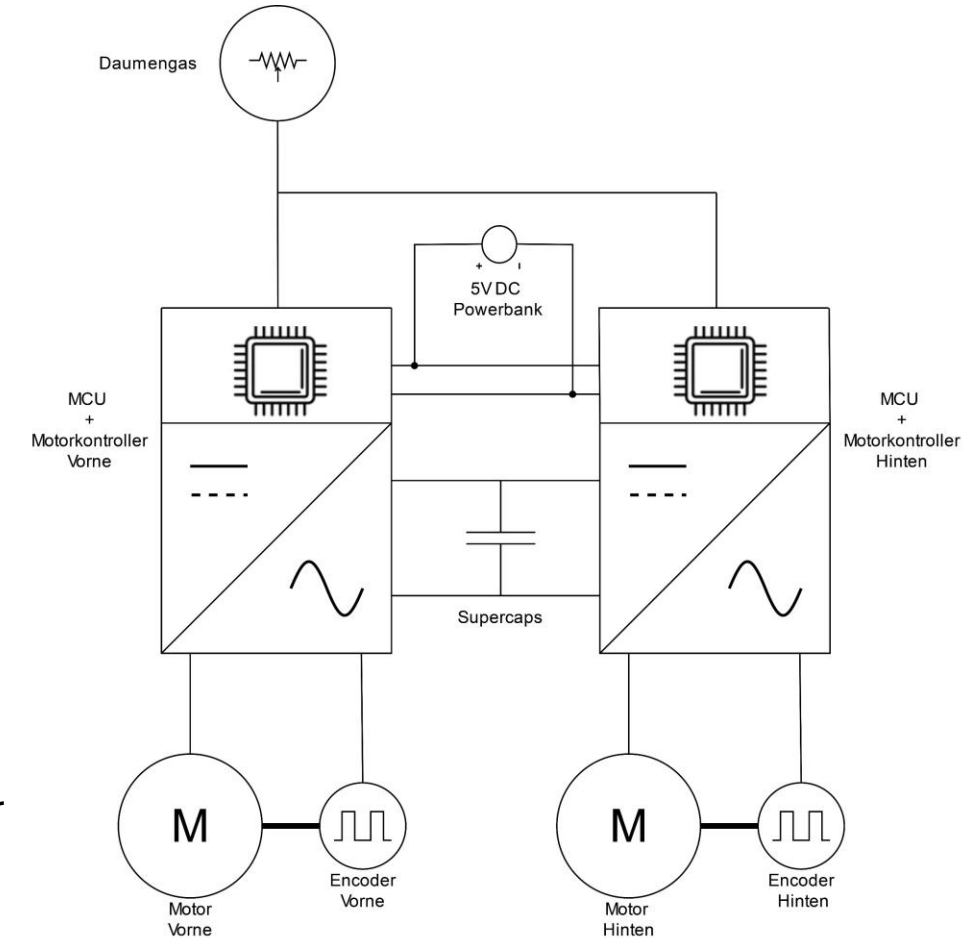 Daumengas
+ -
5V DC
Powerbank
MCU
+
Motorkontroller
Vorne
MCU
+
Motorkontroller
Hinten
Supercaps
M
M
Encoder
Vorne
Encoder
Hinten
Motor
Vorne
Motor
Hinten